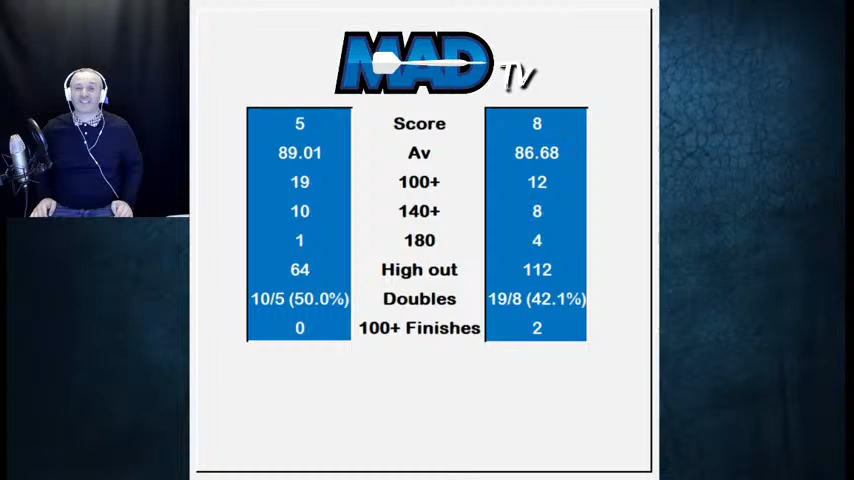 MAD TV
5 Score 8
89.01 Av 86.68
19 100+ 12
10 140+ 8
1 180 4
64 High out 112
10/5 (50.0%) Doubles 19/8 (42.1%)
0 100+ Finishes 2